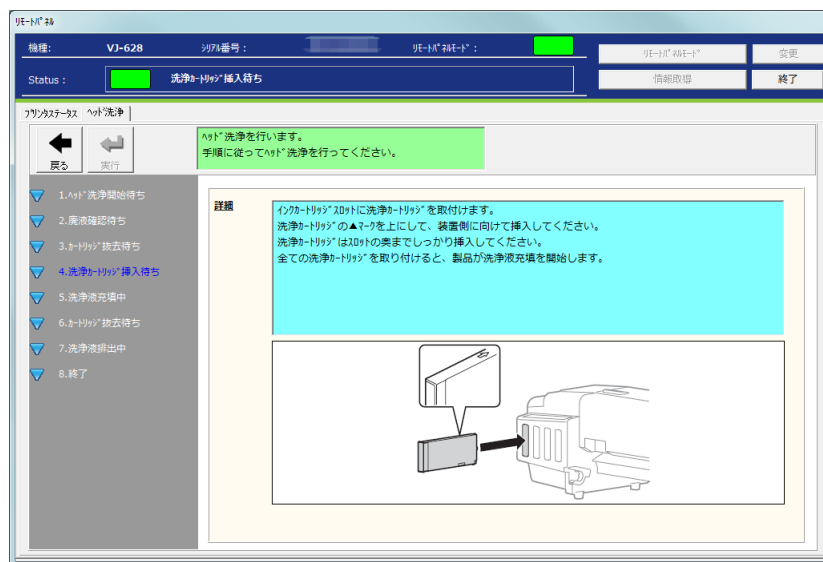 ﾘﾓｰﾄﾊﾟﾈﾙ
機種: VJ-628 ｼﾘｱﾙ番号： ﾘﾓｰﾄﾊﾟﾈﾙﾓｰﾄﾞ：
ﾘﾓｰﾄﾊﾟﾈﾙﾓｰﾄﾞ 変更
Status： 洗浄ｶｰﾄﾘｯｼﾞ挿入待ち
情報取得 終了
ﾌﾟﾘﾝﾀｽﾃｰﾀｽ ﾍｯﾄﾞ洗浄
戻る 実行
ﾍｯﾄﾞ洗浄を行います。
手順に従ってﾍｯﾄﾞ洗浄を行ってください。
1.ﾍｯﾄﾞ洗浄開始待ち
2.廃液確認待ち
3.ｶｰﾄﾘｯｼﾞ抜去待ち
4.洗浄ｶｰﾄﾘｯｼﾞ挿入待ち
5.洗浄液充填中
6.ｶｰﾄﾘｯｼﾞ抜去待ち
7.洗浄液排出中
8.終了
詳細
ｲﾝｸｶｰﾄﾘｯｼﾞｽﾛｯﾄに洗浄ｶｰﾄﾘｯｼﾞを取付けます。
洗浄ｶｰﾄﾘｯｼﾞの▲ﾏｰｸを上にして、装置側に向けて挿入してください。
洗浄ｶｰﾄﾘｯｼﾞはｽﾛｯﾄの奥までしっかり挿入してください。
全ての洗浄ｶｰﾄﾘｯｼﾞを取り付けると、製品が洗浄液充填を開始します。